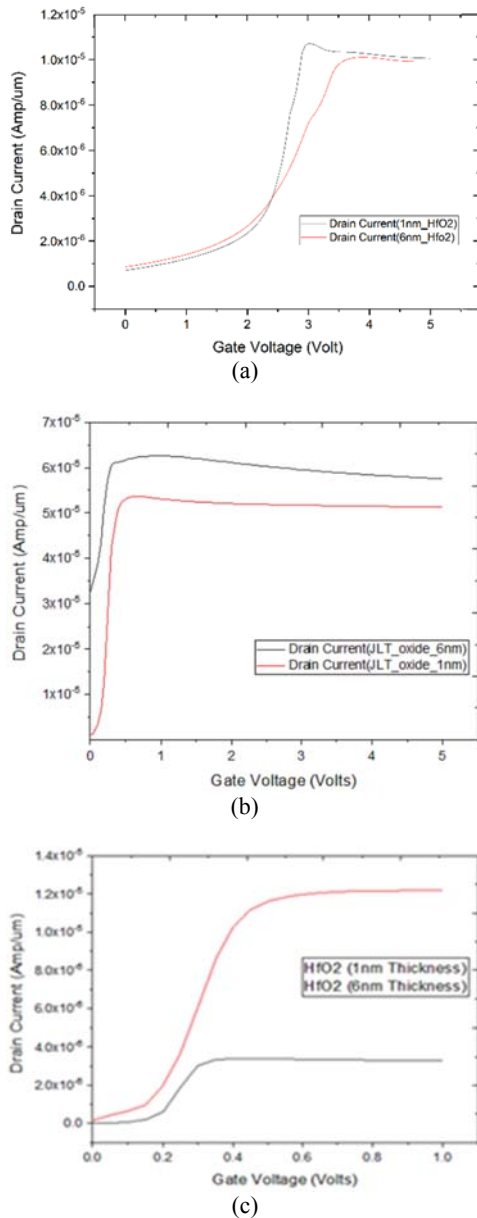 1.2x10⁻⁵
1.0x10⁻⁵
8.0x10⁻⁶
6.0x10⁻⁶
4.0x10⁻⁶
2.0x10⁻⁶
0.0
Drain Current (Amp/um)
Drain Current(1nm_HfO2)
Drain Current(6nm_Hfo2)
0 1 2 3 4 5
Gate Voltage (Volt)
(a)
7x10⁻⁵
6x10⁻⁵
5x10⁻⁵
4x10⁻⁵
3x10⁻⁵
2x10⁻⁵
1x10⁻⁵
Drain Current (Amp/um)
Drain Current(JLT_oxide_6nm)
Drain Current(JLT_oxide_1nm)
0 1 2 3 4 5
Gate Voltage (Volts)
(b)
1.4x10⁻⁵
1.2x10⁻⁵
1.0x10⁻⁵
8.0x10⁻⁶
6.0x10⁻⁶
4.0x10⁻⁶
2.0x10⁻⁶
0.0
Drain Current (Amp/um)
HfO2 (1nm Thickness)
HfO2 (6nm Thickness)
0.0 0.2 0.4 0.6 0.8 1.0
Gate Voltage (Volts)
(c)